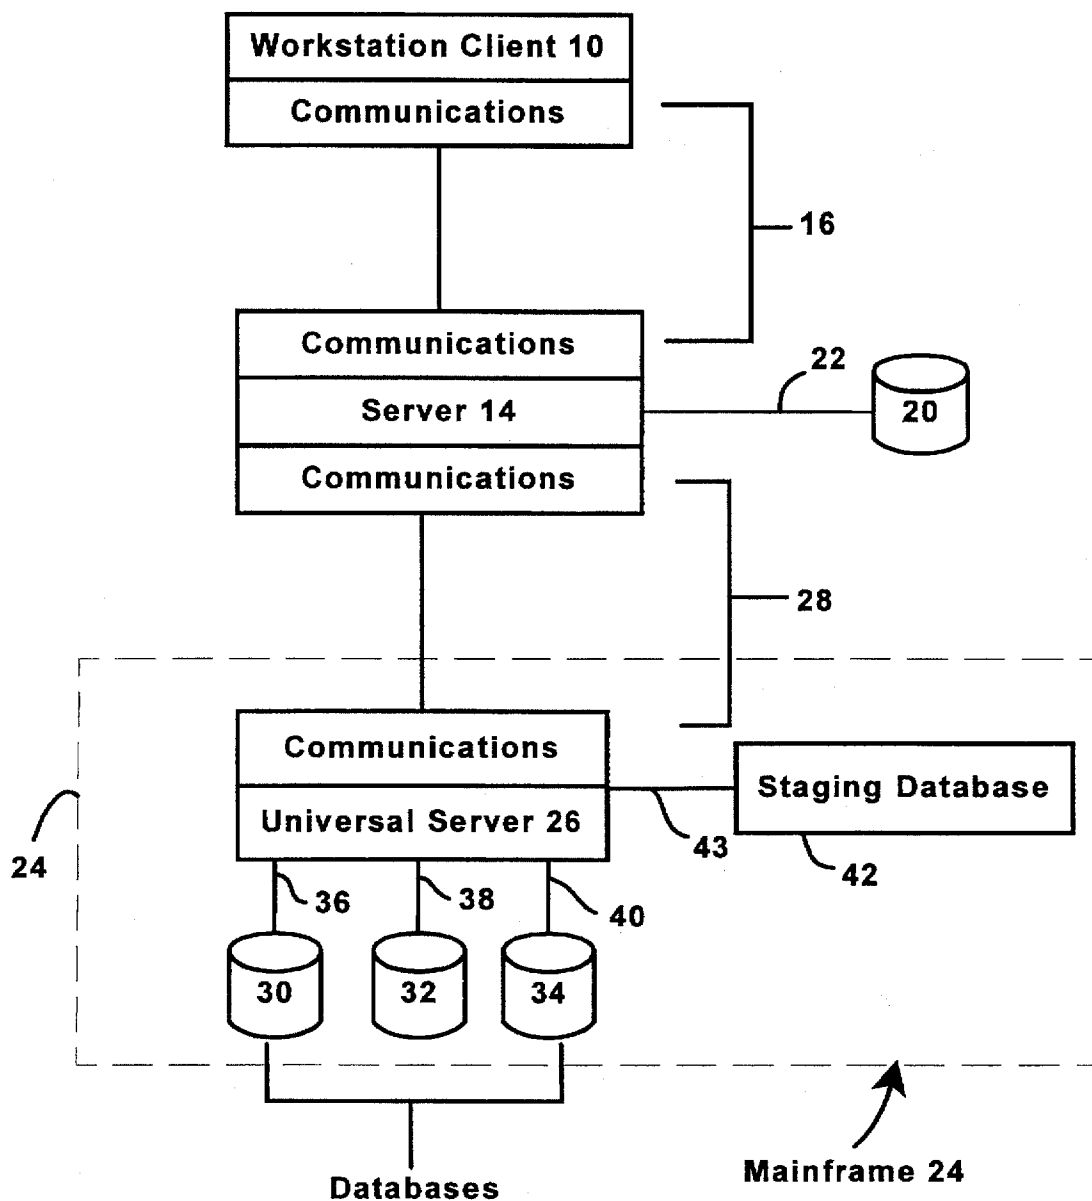 Workstation Client 10
Communications
16
Communications
22
Server 14
20
Communications
28
Communications
Staging Database
Universal Server 26
43
42
24
36
38
40
30
32
34
Mainframe 24
Databases